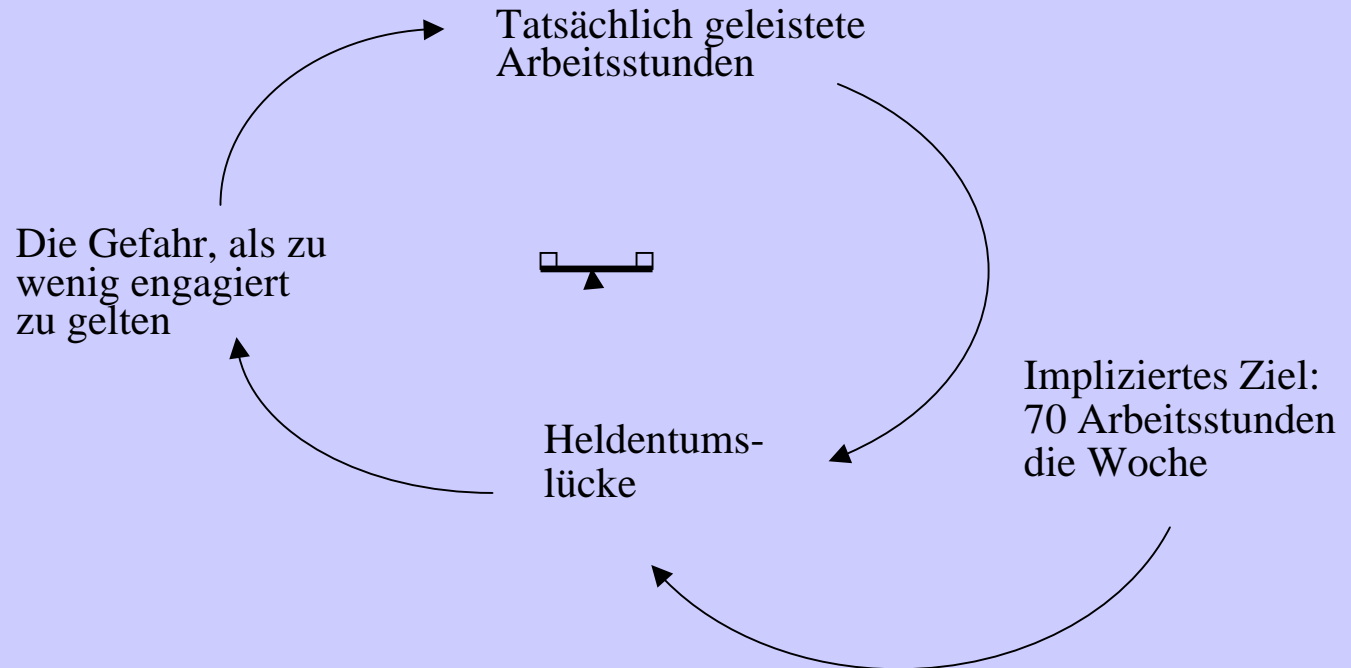 Tatsächlich geleistete
Arbeitsstunden
Die Gefahr, als zu
wenig engagiert
zu gelten
Impliziertes Ziel:
70 Arbeitsstunden
die Woche
Heldentums-
lücke